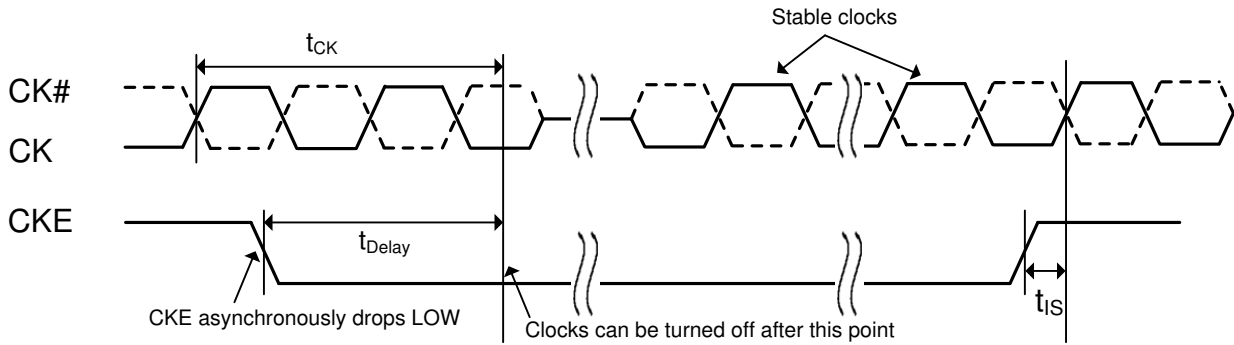 Stable clocks
tCK
CK#
CK
CKE
tDelay
tIS
CKE asynchronously drops LOW
Clocks can be turned off after this point